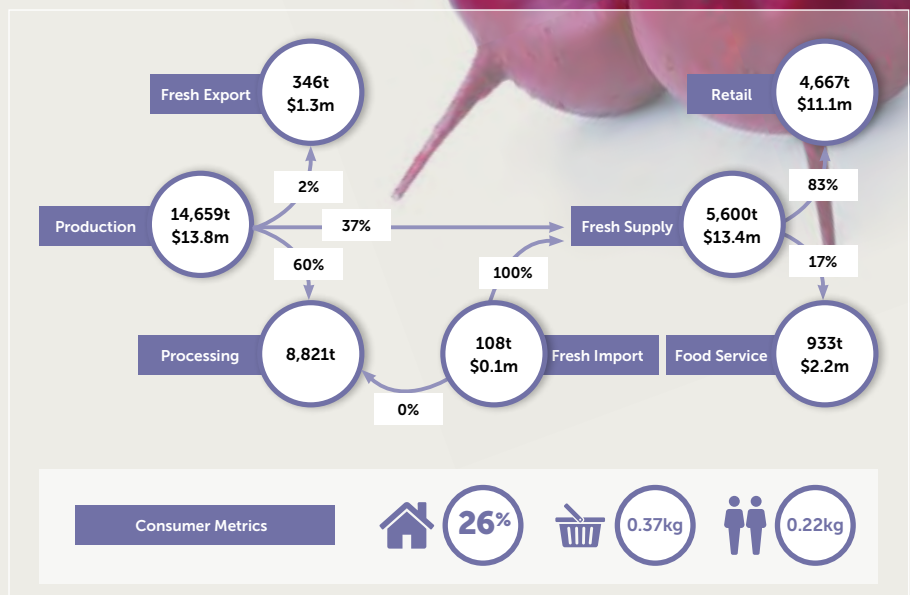 Fresh Export
346t
$1.3m
Retail
4,667t
$11.1m
2%
83%
Production
14,659t
$13.8m
37%
Fresh Supply
5,600t
$13.4m
60%
100%
17%
Processing
8,821t
108t
$0.1m
Fresh Import
Food Service
933t
$2.2m
0%
Consumer Metrics
26%
0.37kg
0.22kg